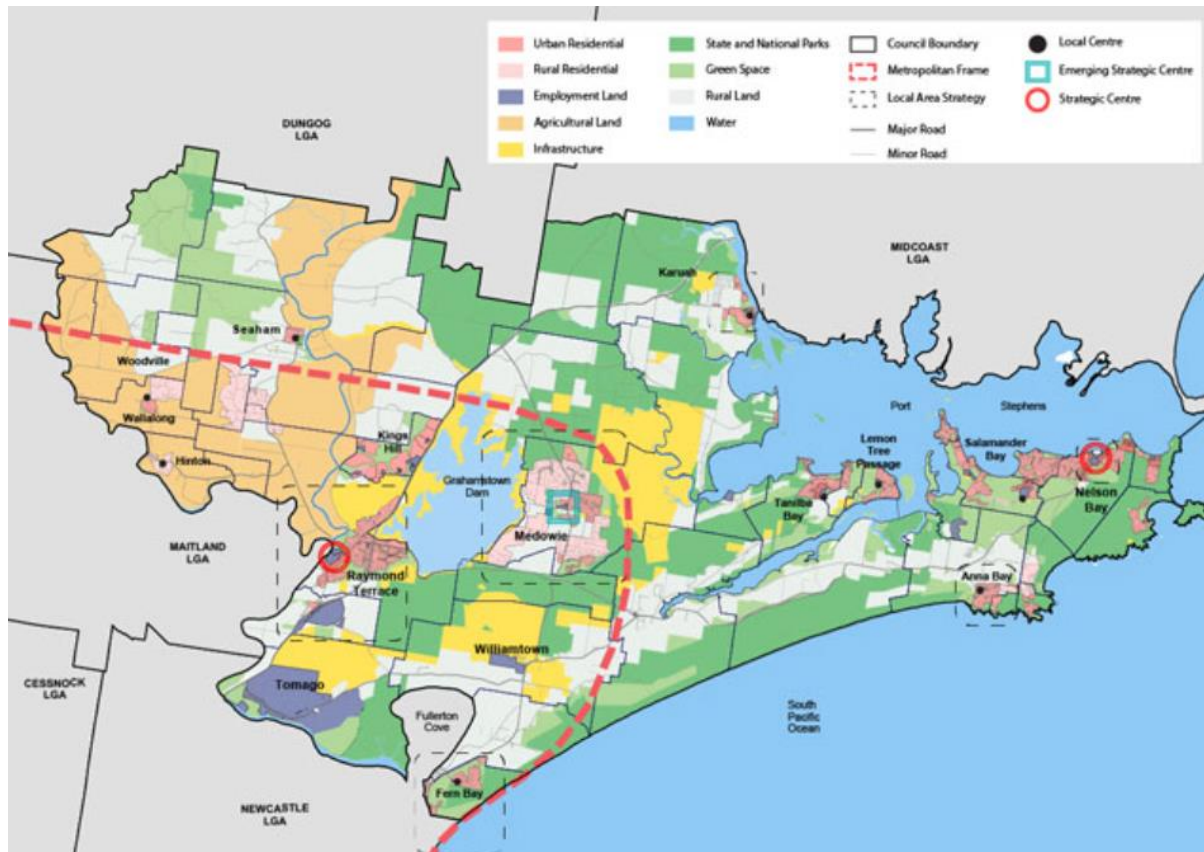 Urban Residential
Rural Residential
Employment Land
Agricultural Land
Infrastructure
State and National Parks
Green Space
Rural Land
Water
Council Boundary
Metropolitan Frame
Local Area Strategy
Major Road
Minor Road
Local Centre
Emerging Strategic Centre
Strategic Centre
DUNGOG
LGA
MIDCOAST
LGA
Karuah
Seaham
Woodville
Wallalong
Hinton
Kings
Hill
Grahamstown
Dam
Port
Stephens
Lemon
Tree
Passage
Salamander
Bay
Tanilba
Bay
Nelson
Bay
Medowie
MAITLAND
LGA
Raymond
Terrace
Anna Bay
Williamtown
Tomago
CESSNOCK
LGA
Fullerton
Cove
South
Pacific
Ocean
Fern Bay
NEWCASTLE
LGA